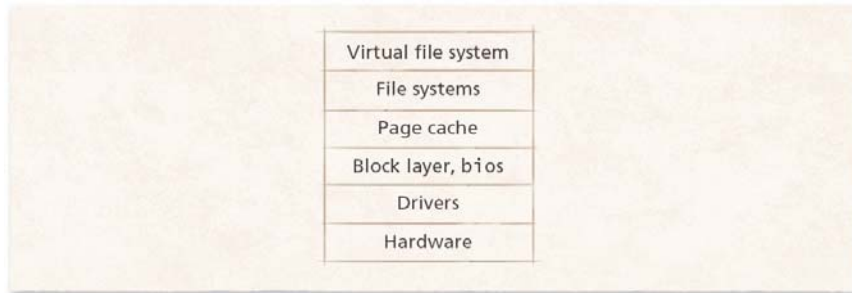 Virtual file system
File systems
Page cache
Block layer, bios
Drivers
Hardware